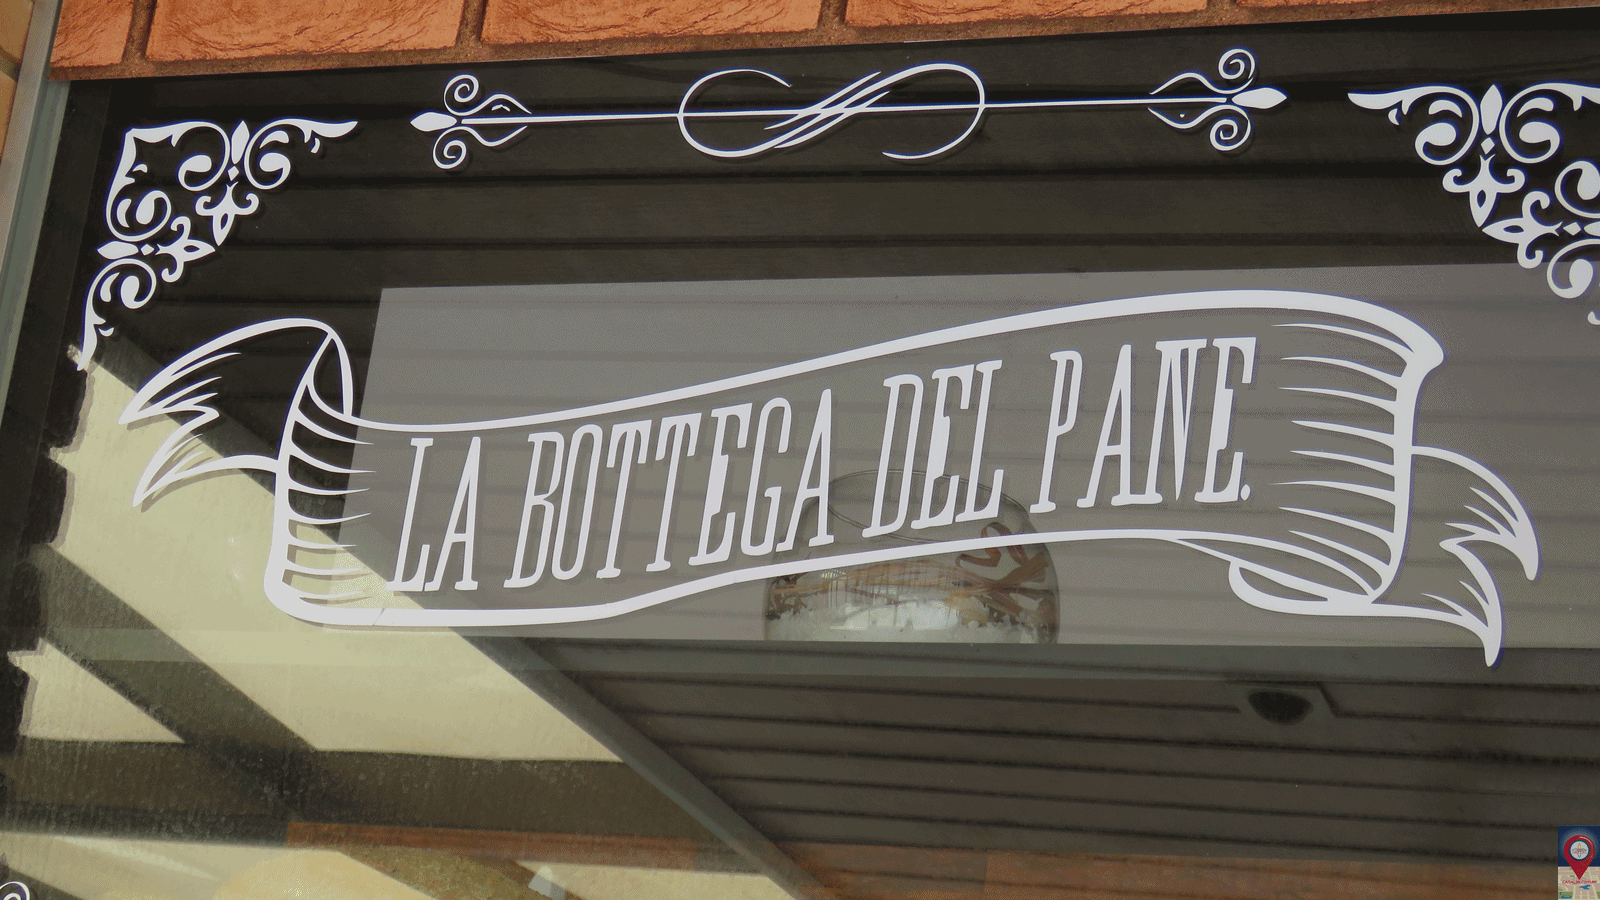 LA BOTTEGA DEL PANE.